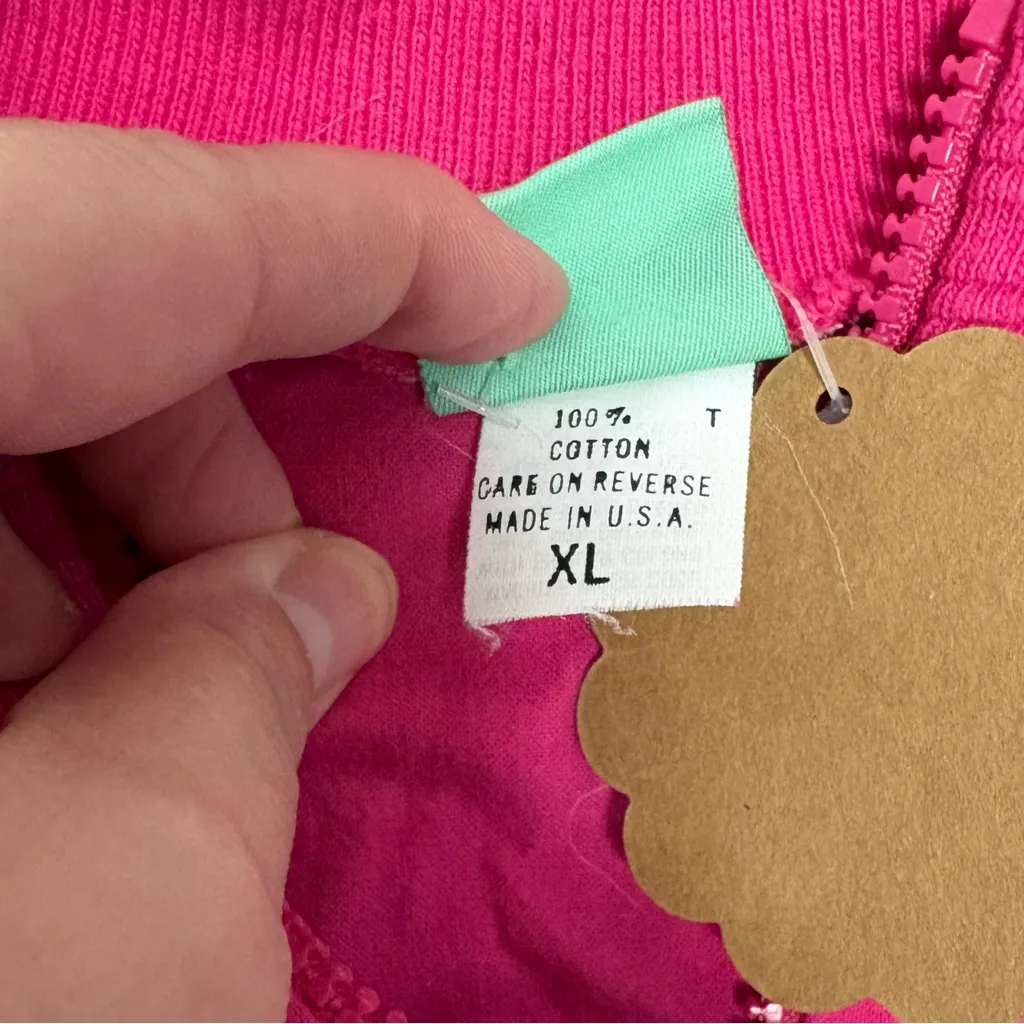 100% T
COTTON
CARE ON REVERSE
MADE IN U.S.A.
XL